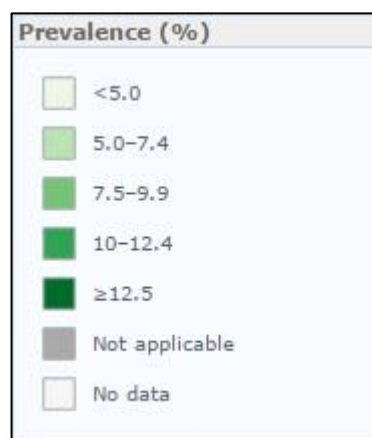 Prevalence (%)
<5.0
5.0–7.4
7.5–9.9
10–12.4
≥12.5
Not applicable
No data